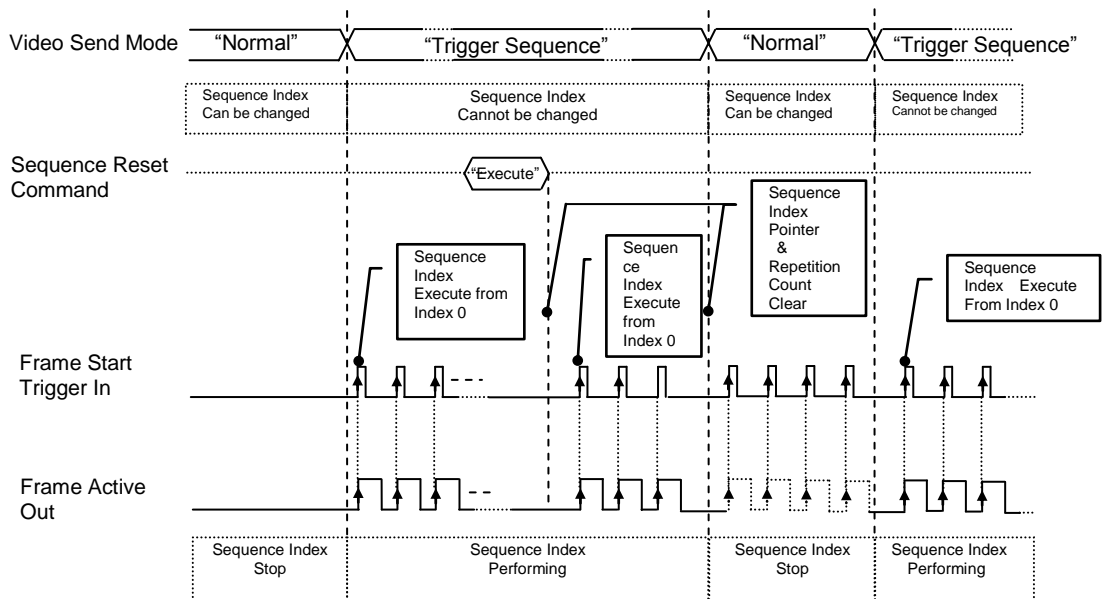 Video Send Mode
“Normal”
“Trigger Sequence”
“Normal”
“Trigger Sequence”
Sequence Index
Can be changed
Sequence Index
Cannot be changed
Sequence Index
Can be changed
Sequence Index
Cannot be changed
Sequence Reset
Command
“Execute”
Sequence
Index
Execute from
Index 0
Sequen
ce
Index
Execute
from
Index 0
Sequence
Index
Pointer
&
Repetition
Count
Clear
Sequence
Index Execute
From Index 0
Frame Start
Trigger In
Frame Active
Out
Sequence Index
Stop
Sequence Index
Performing
Sequence Index
Stop
Sequence Index
Performing